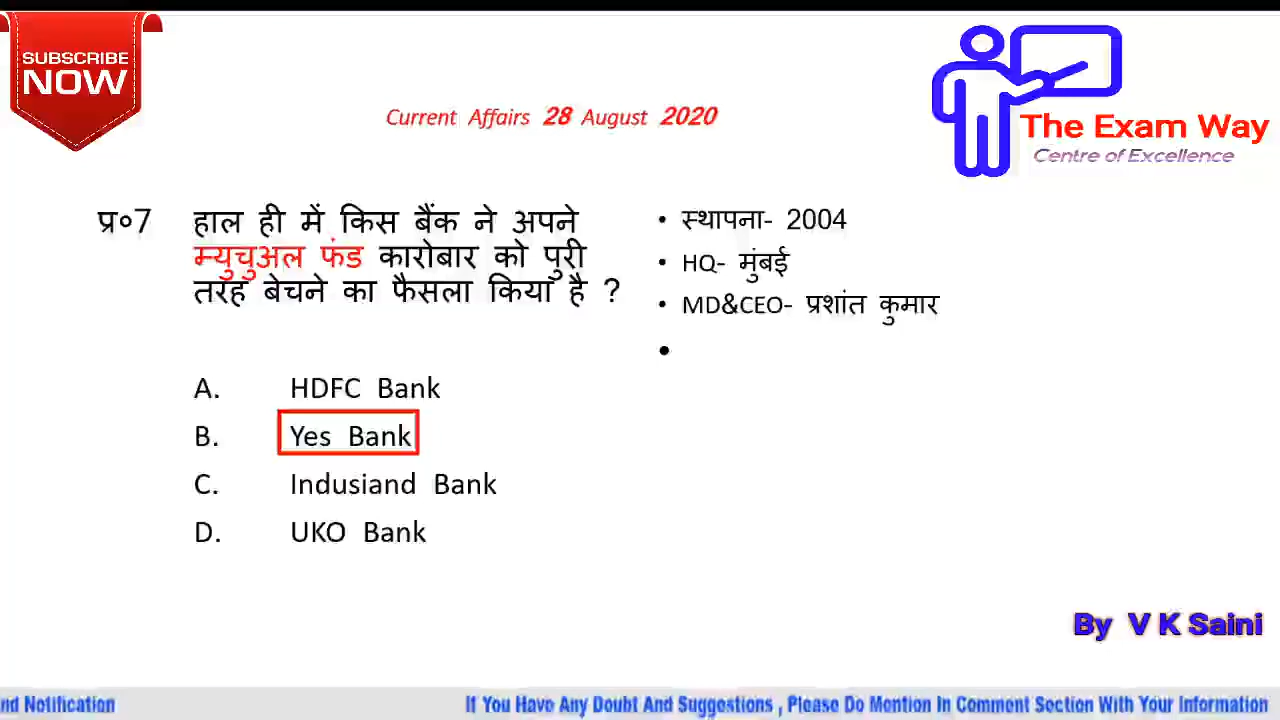 SUBSCRIBE
NOW
Current Affairs 28 August 2020
The Exam Way
Centre of Excellence
प्र०7 हाल ही में किस बैंक ने अपने
म्युचुअल फंड कारोबार को पुरी
तरह बेचने का फैसला किया है ?
A. HDFC Bank
B. Yes Bank
C. Indusiand Bank
D. UKO Bank
• स्थापना- 2004
• HQ- मुंबई
• MD&CEO- प्रशांत कुमार
•
By V K Saini
nd Notification If You Have Any Doubt And Suggestions , Please Do Mention In Comment Section With Your Information